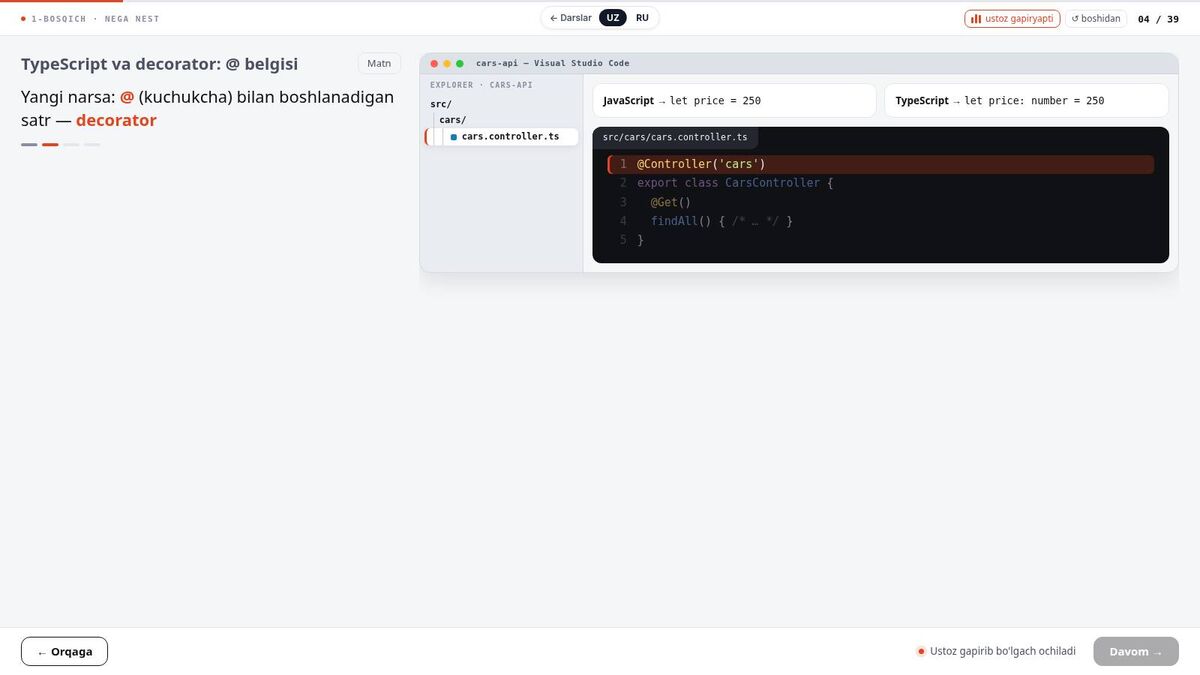 1-BOSQICH · NEGA NEST
← Darslar UZ RU
ustoz gapiryapti
↺ boshidan
04 / 39
TypeScript va decorator: @ belgisi
Matn
Yangi narsa: @ (kuchukcha) bilan boshlanadigan
satr — decorator
cars-api — Visual Studio Code
EXPLORER · CARS-API
src/
cars/
cars.controller.ts
JavaScript → let price = 250
TypeScript → let price: number = 250
src/cars/cars.controller.ts
1 @Controller('cars')
2 export class CarsController {
3 @Get()
4 findAll() { /* … */ }
5 }
← Orqaga
Ustoz gapirib bo'lgach ochiladi
Davom →